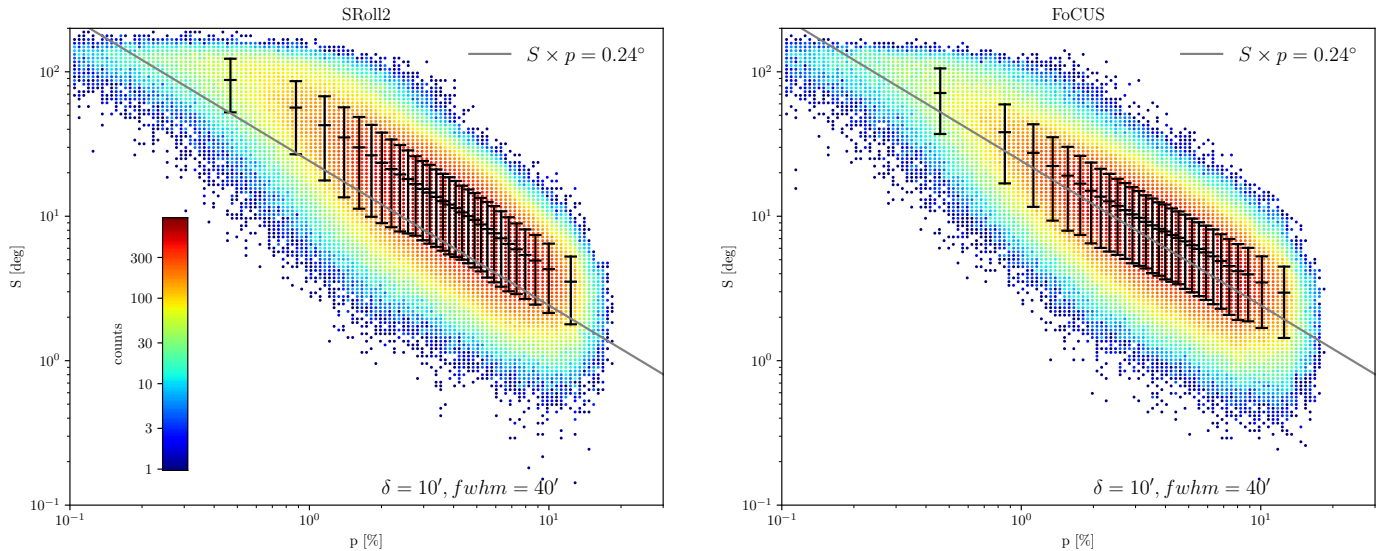 SRoll2
S × p = 0.24°
10²
10¹
10⁰
10⁻¹
S [deg]
counts
300
100
30
10
3
1
δ = 10′, fwhm = 40′
10⁻¹
10⁰
10¹
p [%]
FoCUS
S × p = 0.24°
10²
10¹
10⁰
10⁻¹
S [deg]
δ = 10′, fwhm = 40′
10⁻¹
10⁰
10¹
p [%]